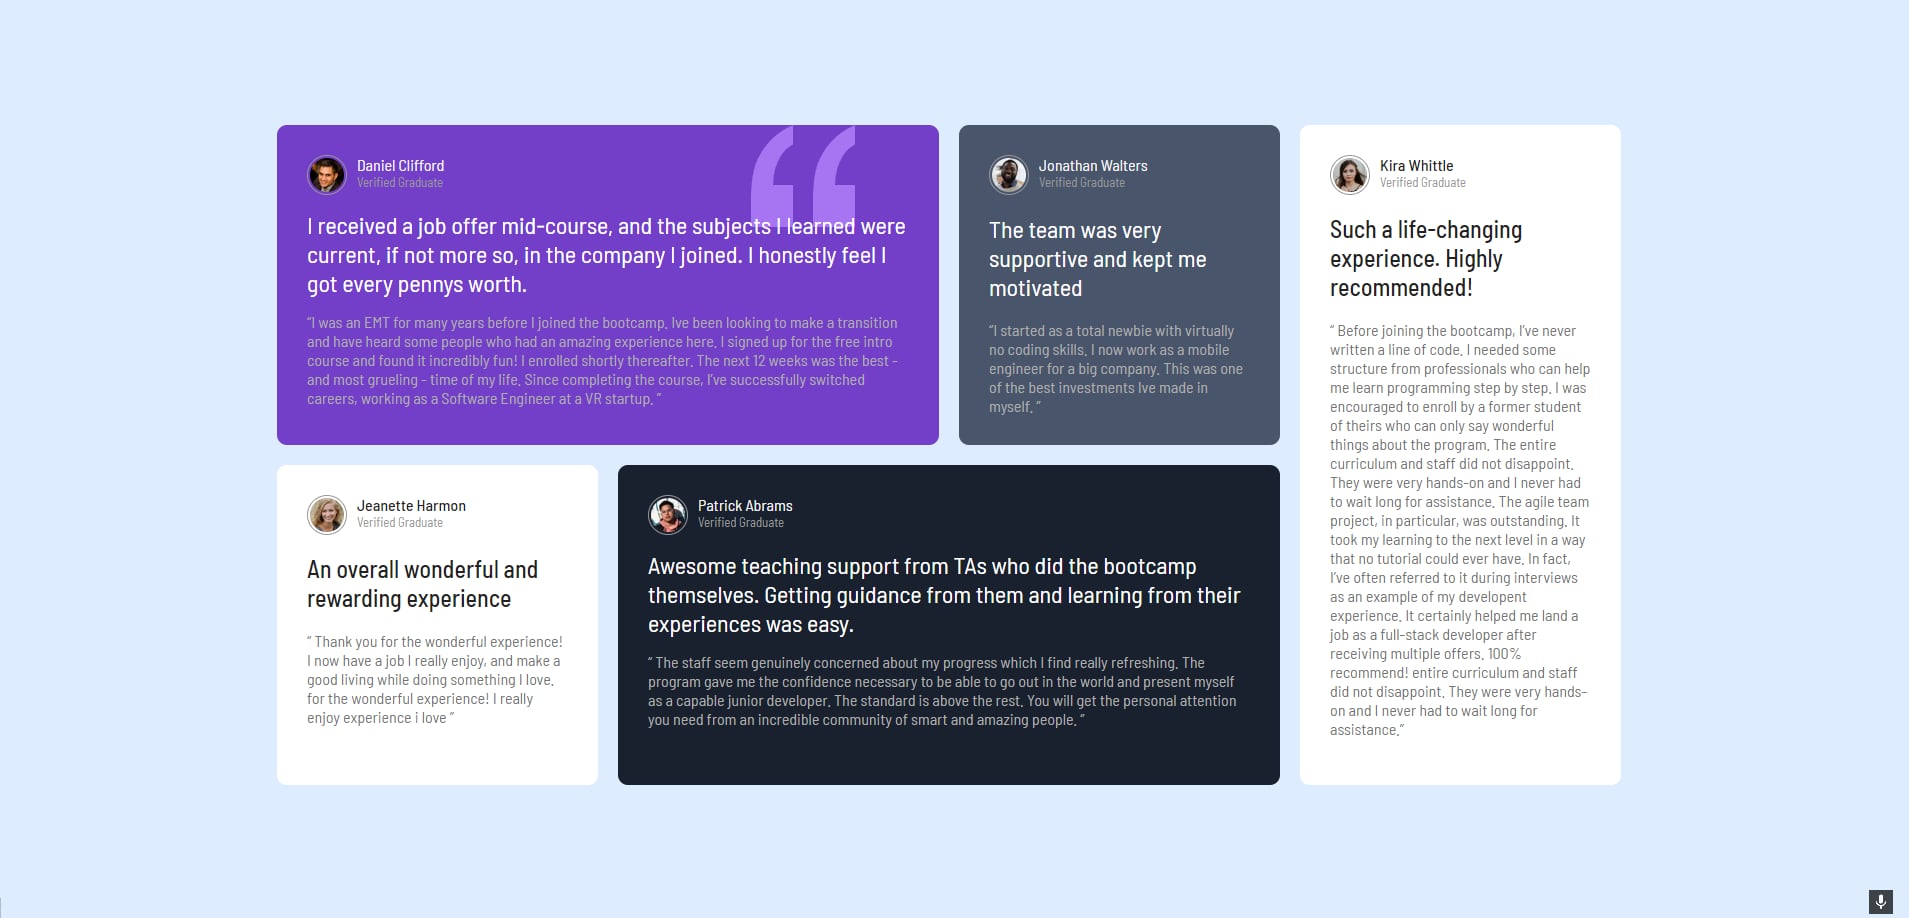 Daniel Clifford
Verified Graduate
I received a job offer mid-course, and the subjects I learned were
current, if not more so, in the company I joined. I honestly feel I
got every pennys worth.
“I was an EMT for many years before I joined the bootcamp. Ive been looking to make a transition
and have heard some people who had an amazing experience here. I signed up for the free intro
course and found it incredibly fun! I enrolled shortly thereafter. The next 12 weeks was the best -
and most grueling - time of my life. Since completing the course, I’ve successfully switched
careers, working as a Software Engineer at a VR startup. ”
Jonathan Walters
Verified Graduate
The team was very
supportive and kept me
motivated
“I started as a total newbie with virtually
no coding skills. I now work as a mobile
engineer for a big company. This was one
of the best investments Ive made in
myself. ”
Kira Whittle
Verified Graduate
Such a life-changing
experience. Highly
recommended!
“ Before joining the bootcamp, I’ve never
written a line of code. I needed some
structure from professionals who can help
me learn programming step by step. I was
encouraged to enroll by a former student
of theirs who can only say wonderful
things about the program. The entire
curriculum and staff did not disappoint.
They were very hands-on and I never had
to wait long for assistance. The agile team
project, in particular, was outstanding. It
took my learning to the next level in a way
that no tutorial could ever have. In fact,
I’ve often referred to it during interviews
as an example of my developent
experience. It certainly helped me land a
job as a full-stack developer after
receiving multiple offers. 100%
recommend! entire curriculum and staff
did not disappoint. They were very hands-
on and I never had to wait long for
assistance.”
Jeanette Harmon
Verified Graduate
An overall wonderful and
rewarding experience
“ Thank you for the wonderful experience!
I now have a job I really enjoy, and make a
good living while doing something I love.
for the wonderful experience! I really
enjoy experience i love ”
Patrick Abrams
Verified Graduate
Awesome teaching support from TAs who did the bootcamp
themselves. Getting guidance from them and learning from their
experiences was easy.
“ The staff seem genuinely concerned about my progress which I find really refreshing. The
program gave me the confidence necessary to be able to go out in the world and present myself
as a capable junior developer. The standard is above the rest. You will get the personal attention
you need from an incredible community of smart and amazing people. ”